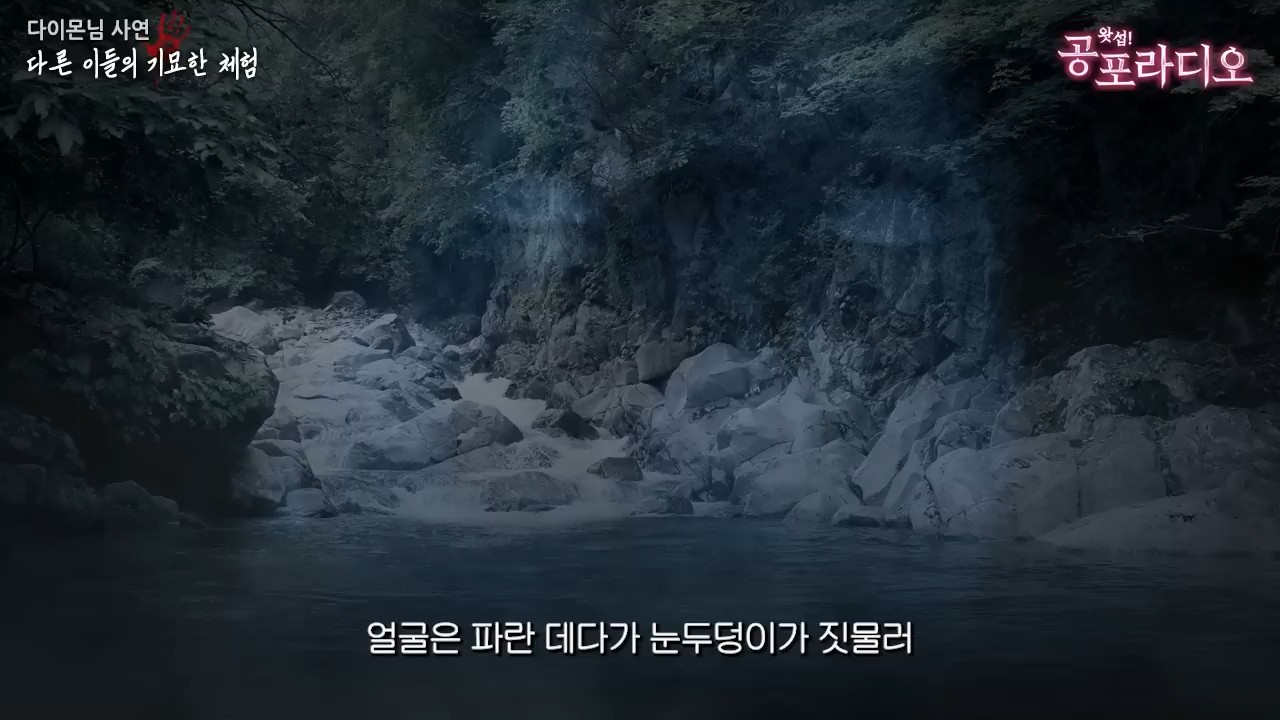 다이몬님 사연
다른 이들의 기묘한 체험
왓섭!
공포라디오
얼굴은 파란 데다가 눈두덩이가 짓물러